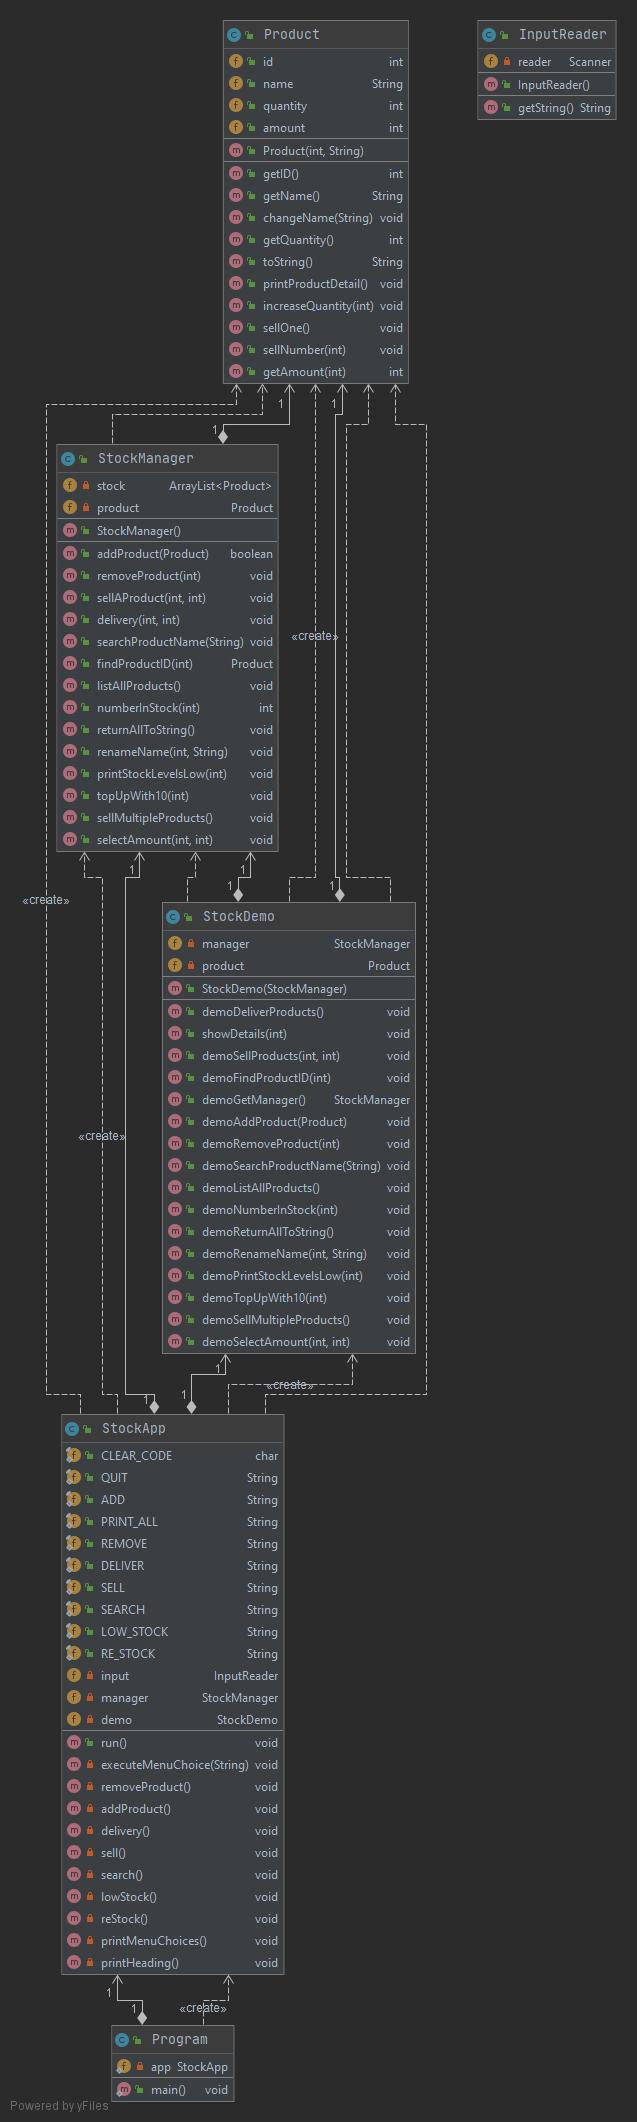 Product
id int
name String
quantity int
amount int
Product(int, String)
getID() int
getName() String
changeName(String) void
getQuantity() int
toString() String
printProductDetail() void
increaseQuantity(int) void
sellOne() void
sellNumber(int) void
getAmount(int) int
InputReader
reader Scanner
InputReader()
getString() String
1
1
1
StockManager
stock ArrayList<Product>
product Product
StockManager()
addProduct(Product) boolean
removeProduct(int) void
sellAProduct(int, int) void
delivery(int, int) void
searchProductName(String) void
findProductID(int) Product
listAllProducts() void
numberInStock(int) int
returnAllToString() void
renameName(int, String) void
printStockLevelsLow(int) void
topUpWith10(int) void
sellMultipleProducts() void
selectAmount(int, int) void
«create»
1
1
1
1
«create»
StockDemo
manager StockManager
product Product
StockDemo(StockManager)
demoDeliverProducts() void
showDetails(int) void
demoSellProducts(int, int) void
demoFindProductID(int) void
demoGetManager() StockManager
demoAddProduct(Product) void
demoRemoveProduct(int) void
demoSearchProductName(String) void
demoListAllProducts() void
demoNumberInStock(int) void
demoReturnAllToString() void
demoRenameName(int, String) void
demoPrintStockLevelsLow(int) void
demoTopUpWith10(int) void
demoSellMultipleProducts() void
demoSelectAmount(int, int) void
«create»
1
«create»
1
1
StockApp
CLEAR_CODE char
QUIT String
ADD String
PRINT_ALL String
REMOVE String
DELIVER String
SELL String
SEARCH String
LOW_STOCK String
RE_STOCK String
input InputReader
manager StockManager
demo StockDemo
run() void
executeMenuChoice(String) void
removeProduct() void
addProduct() void
delivery() void
sell() void
search() void
lowStock() void
reStock() void
printMenuChoices() void
printHeading() void
1
1
«create»
Program
app StockApp
main() void
Powered by yFiles